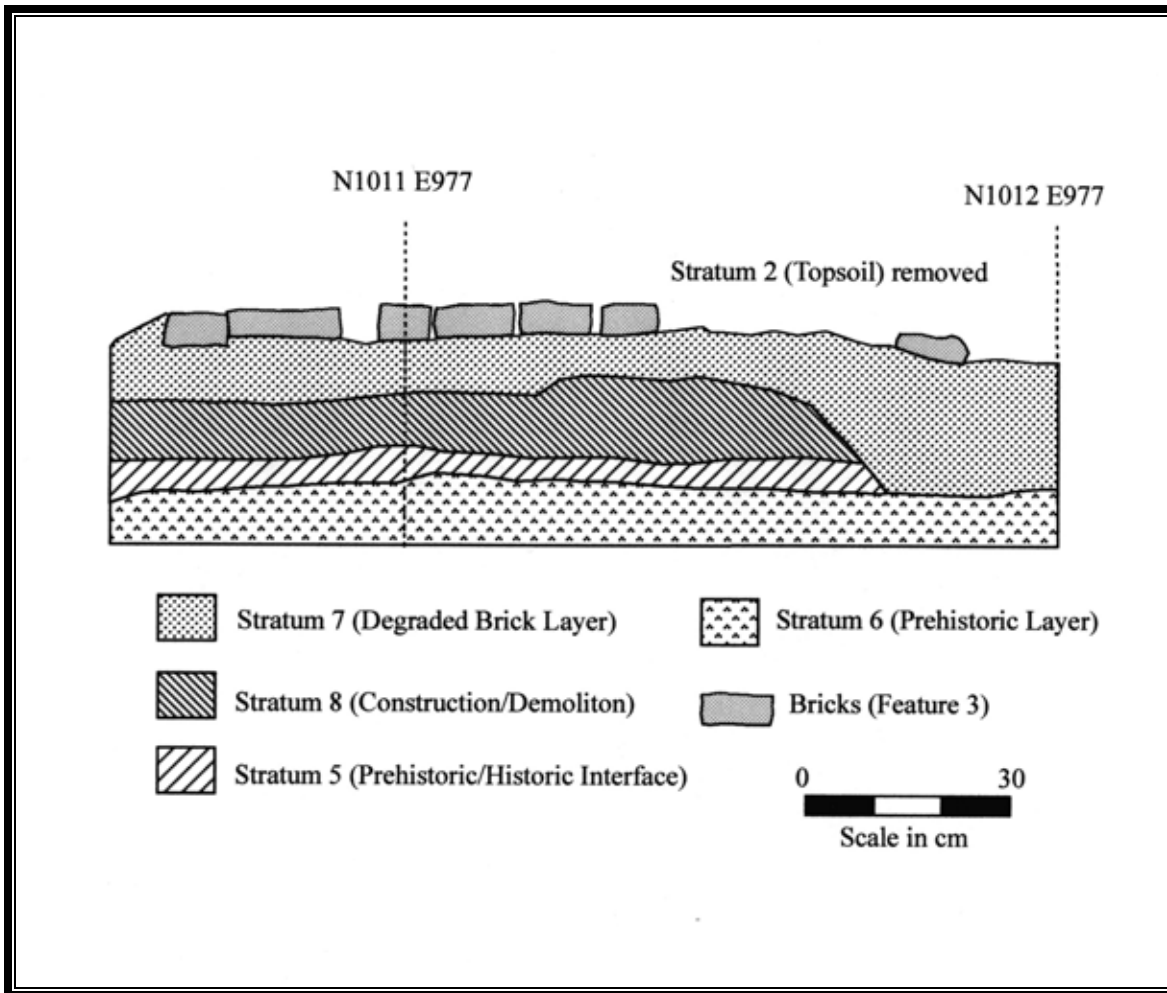 N1011 E977
N1012 E977
Stratum 2 (Topsoil) removed
Stratum 7 (Degraded Brick Layer)
Stratum 6 (Prehistoric Layer)
Stratum 8 (Construction/Demoliton)
Bricks (Feature 3)
Stratum 5 (Prehistoric/Historic Interface)
0 30
Scale in cm